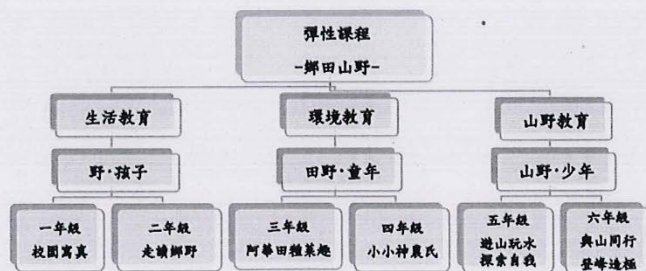 彈性課程
-鄉田山野-
生活教育
環境教育
山野教育
野‧孩子
田野‧童年
山野‧少年
一年級
校園寫真
二年級
走讀鄉野
三年級
阿華田種菜趣
四年級
小小神農氏
五年級
遊山玩水
探索自我
六年級
與山同行
登峰造極